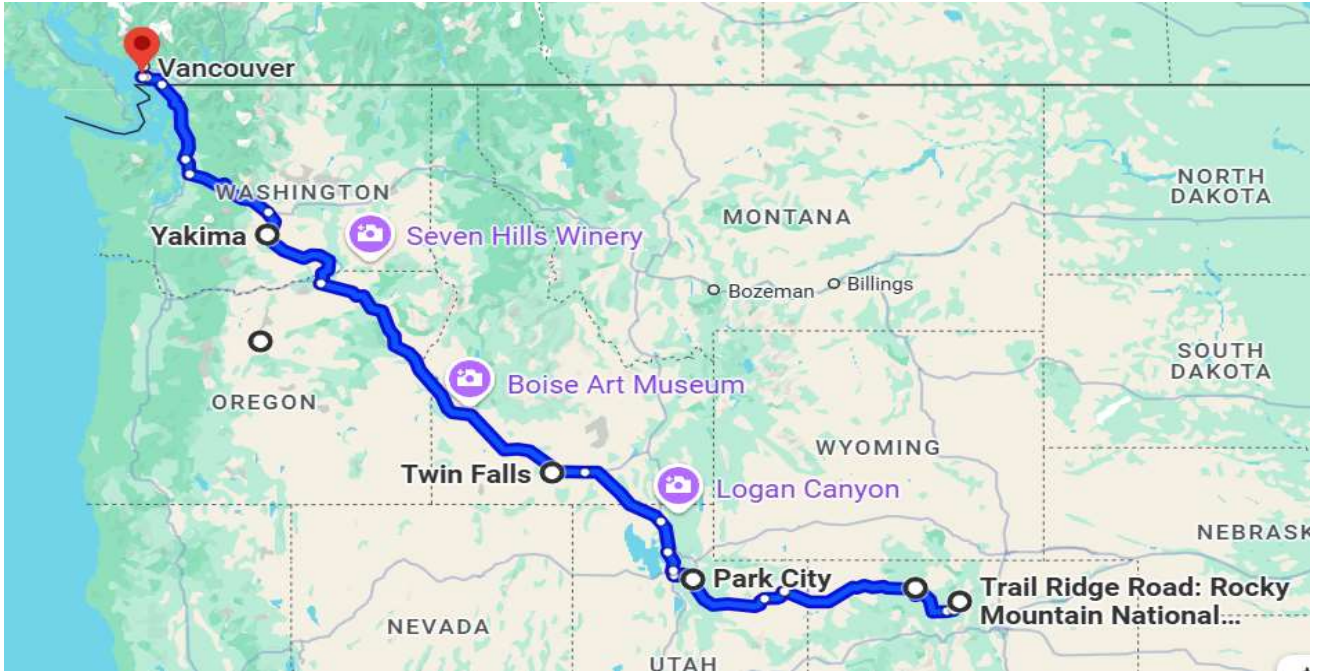 Vancouver
WASHINGTON
NORTH
DAKOTA
MONTANA
Yakima
Seven Hills Winery
Bozeman
Billings
SOUTH
DAKOTA
Boise Art Museum
OREGON
WYOMING
Twin Falls
Logan Canyon
NEBRASK
Park City
Trail Ridge Road: Rocky
Mountain National...
NEVADA
UTAH